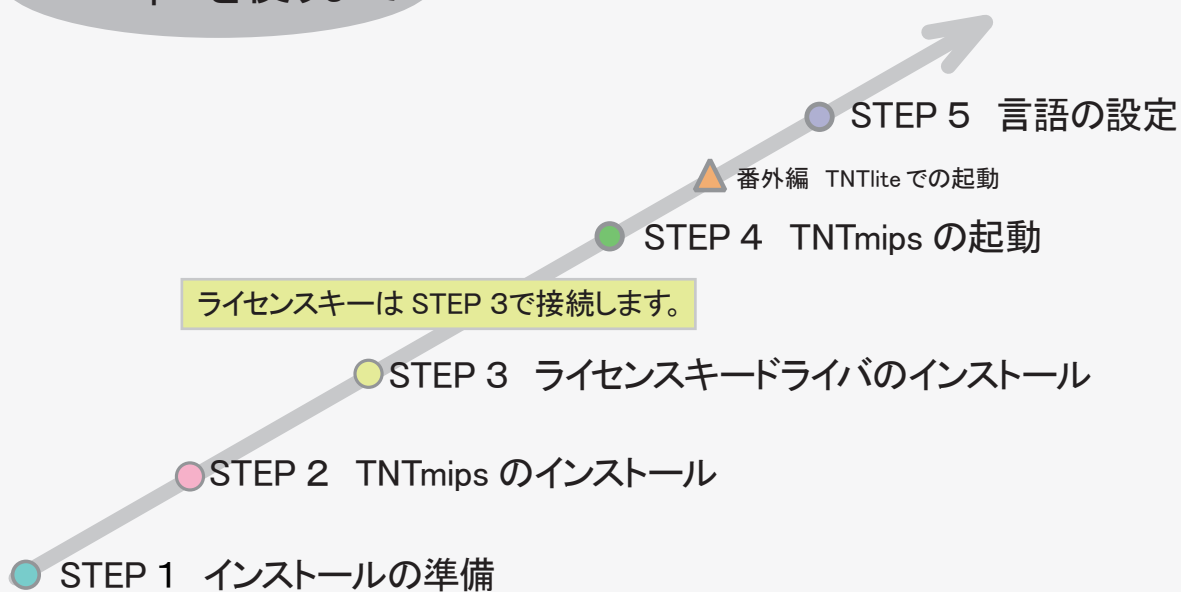 STEP 5 言語の設定
番外編 TNTlite での起動
STEP 4 TNTmips の起動
ライセンスキーは STEP 3で接続します。
STEP 3 ライセンスキードライバのインストール
STEP 2 TNTmips のインストール
STEP 1 インストールの準備